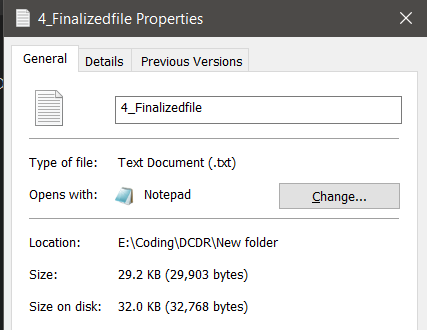 4_Finalizedfile Properties
General Details Previous Versions
4_Finalizedfile
Type of file: Text Document (.txt)
Opens with: Notepad Change...
Location: E:\Coding\DCDR\New folder
Size: 29.2 KB (29,903 bytes)
Size on disk: 32.0 KB (32,768 bytes)